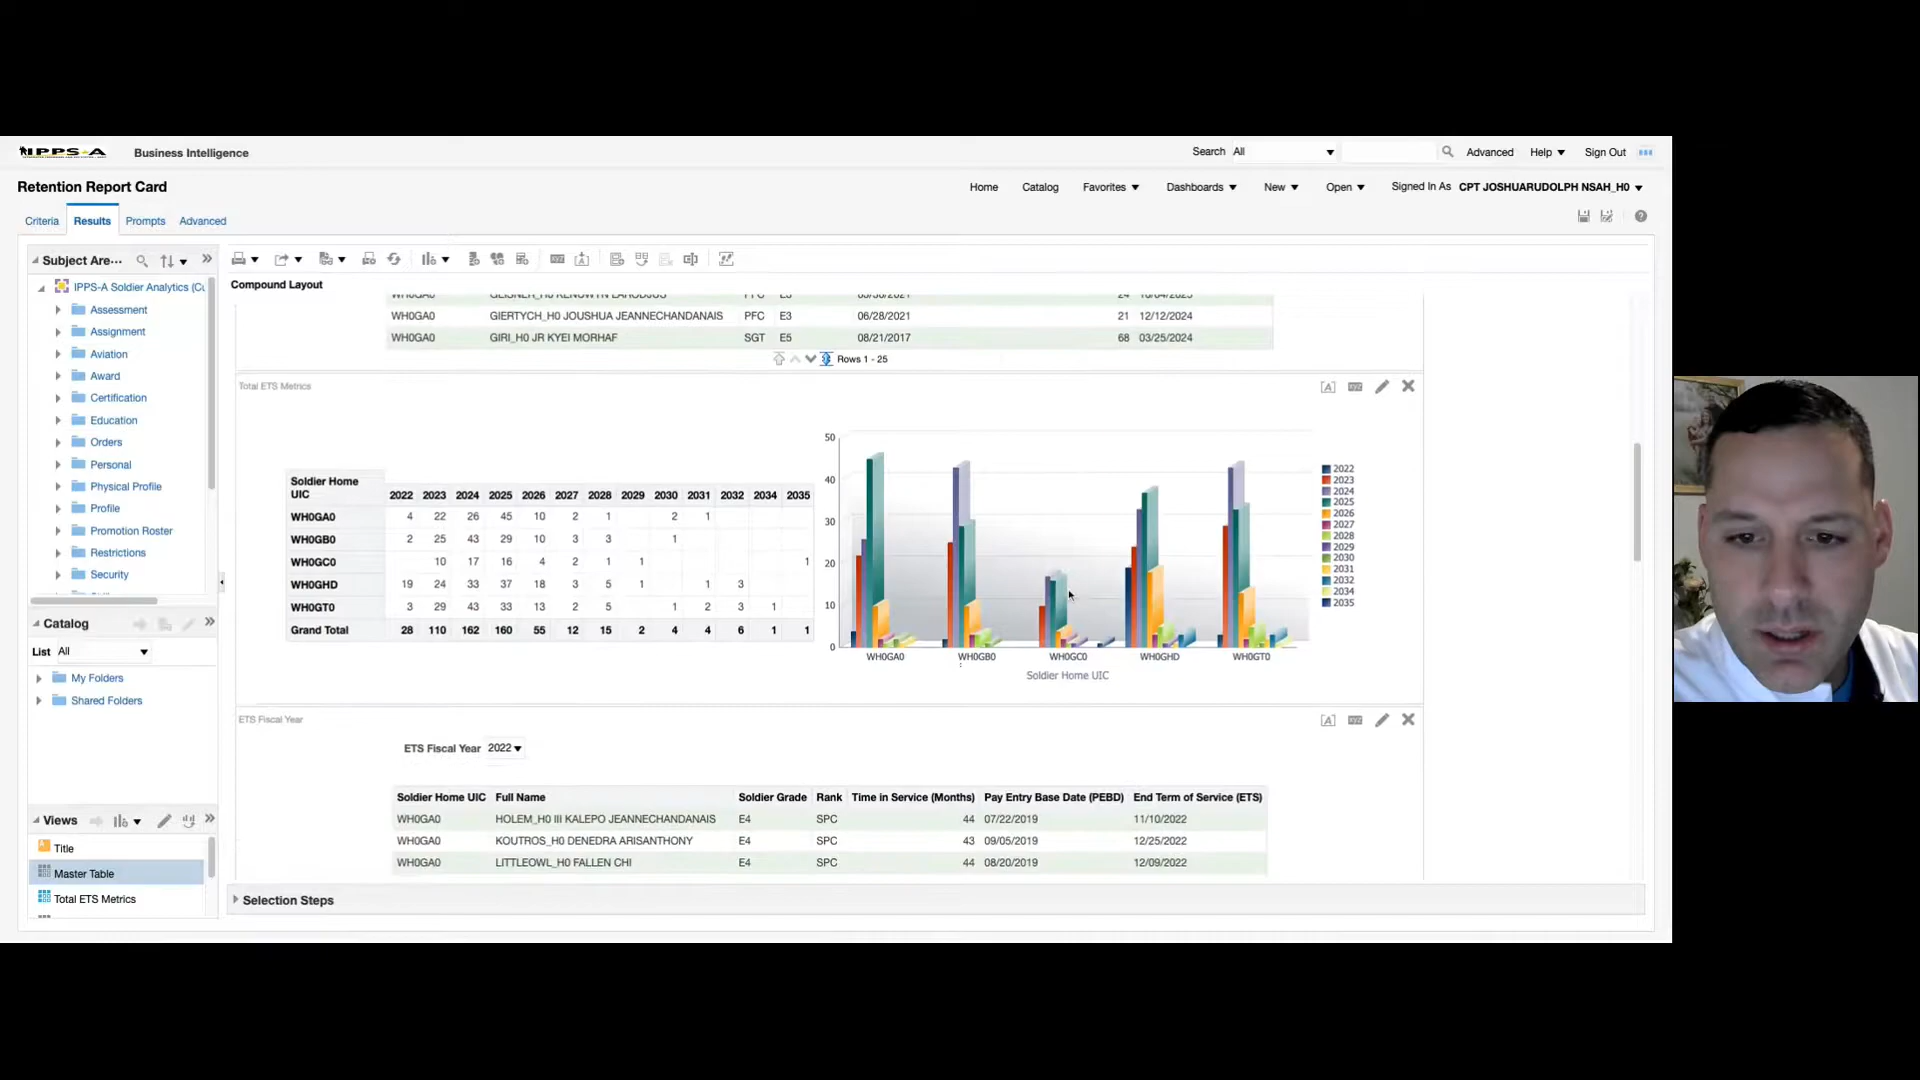 IPPS-A Business Intelligence Search All Advanced Help Sign Out
Retention Report Card Home Catalog Favorites Dashboards New Open Signed In As CPT JOSHUARUDOLPH NSAH_H0
Criteria Results Prompts Advanced
Subject Are...
IPPS-A Soldier Analytics (Cu
Assessment
Assignment
Aviation
Award
Certification
Education
Orders
Personal
Physical Profile
Profile
Promotion Roster
Restrictions
Security
Catalog
List All
My Folders
Shared Folders
Views
Title
Master Table
Total ETS Metrics
Compound Layout
WH0GA0 GIERTYCH_H0 JOUSHUA JEANNECHANDANAIS PFC E3 06/28/2021 21 12/12/2024
WH0GA0 GIRI_H0 JR KYEI MORHAF SGT E5 08/21/2017 68 03/25/2024
Rows 1 - 25
Total ETS Metrics
Soldier Home
UIC 2022 2023 2024 2025 2026 2027 2028 2029 2030 2031 2032 2034 2035
WH0GA0 4 22 26 45 10 2 1 2 1
WH0GB0 2 25 43 29 10 3 3 1
WH0GC0 10 17 16 4 2 1 1 1
WH0GHD 19 24 33 37 18 3 5 1 1 3
WH0GT0 3 29 43 33 13 2 5 1 2 3 1
Grand Total 28 110 162 160 55 12 15 2 4 4 6 1 1
50
40
30
20
10
0
WH0GA0 WH0GB0 WH0GC0 WH0GHD WH0GT0
Soldier Home UIC
2022
2023
2024
2025
2026
2027
2028
2029
2030
2031
2032
2034
2035
ETS Fiscal Year
ETS Fiscal Year 2022
Soldier Home UIC Full Name Soldier Grade Rank Time in Service (Months) Pay Entry Base Date (PEBD) End Term of Service (ETS)
WH0GA0 HOLEM_H0 III KALEPO JEANNECHANDANAIS E4 SPC 44 07/22/2019 11/10/2022
WH0GA0 KOUTROS_H0 DENEDRA ARISANTHONY E4 SPC 43 09/05/2019 12/25/2022
WH0GA0 LITTLEOWL_H0 FALLEN CHI E4 SPC 44 08/20/2019 12/09/2022
Selection Steps